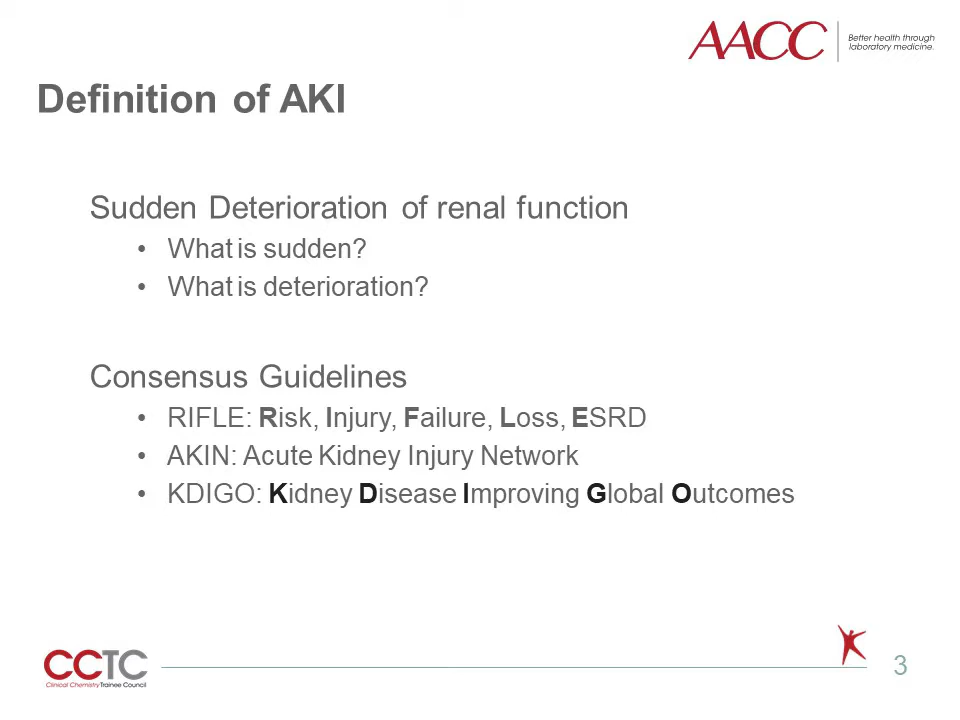 AACC
Better health through
laboratory medicine.
Definition of AKI
Sudden Deterioration of renal function
• What is sudden?
• What is deterioration?
Consensus Guidelines
• RIFLE: Risk, Injury, Failure, Loss, ESRD
• AKIN: Acute Kidney Injury Network
• KDIGO: Kidney Disease Improving Global Outcomes
CCTC
Clinical Chemistry Trainee Council
3